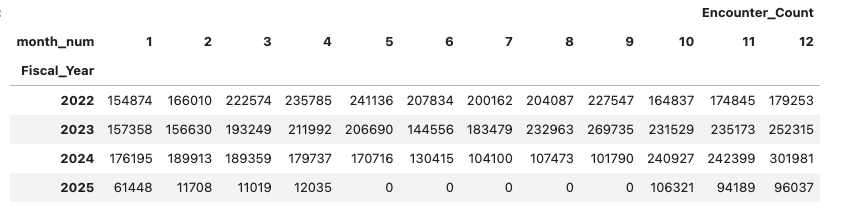 Encounter_Count
month_num 1 2 3 4 5 6 7 8 9 10 11 12
Fiscal_Year
2022 154874 166010 222574 235785 241136 207834 200162 204087 227547 164837 174845 179253
2023 157358 156630 193249 211992 206690 144556 183479 232963 269735 231529 235173 252315
2024 176195 189913 189359 179737 170716 130415 104100 107473 101790 240927 242399 301981
2025 61448 11708 11019 12035 0 0 0 0 0 106321 94189 96037